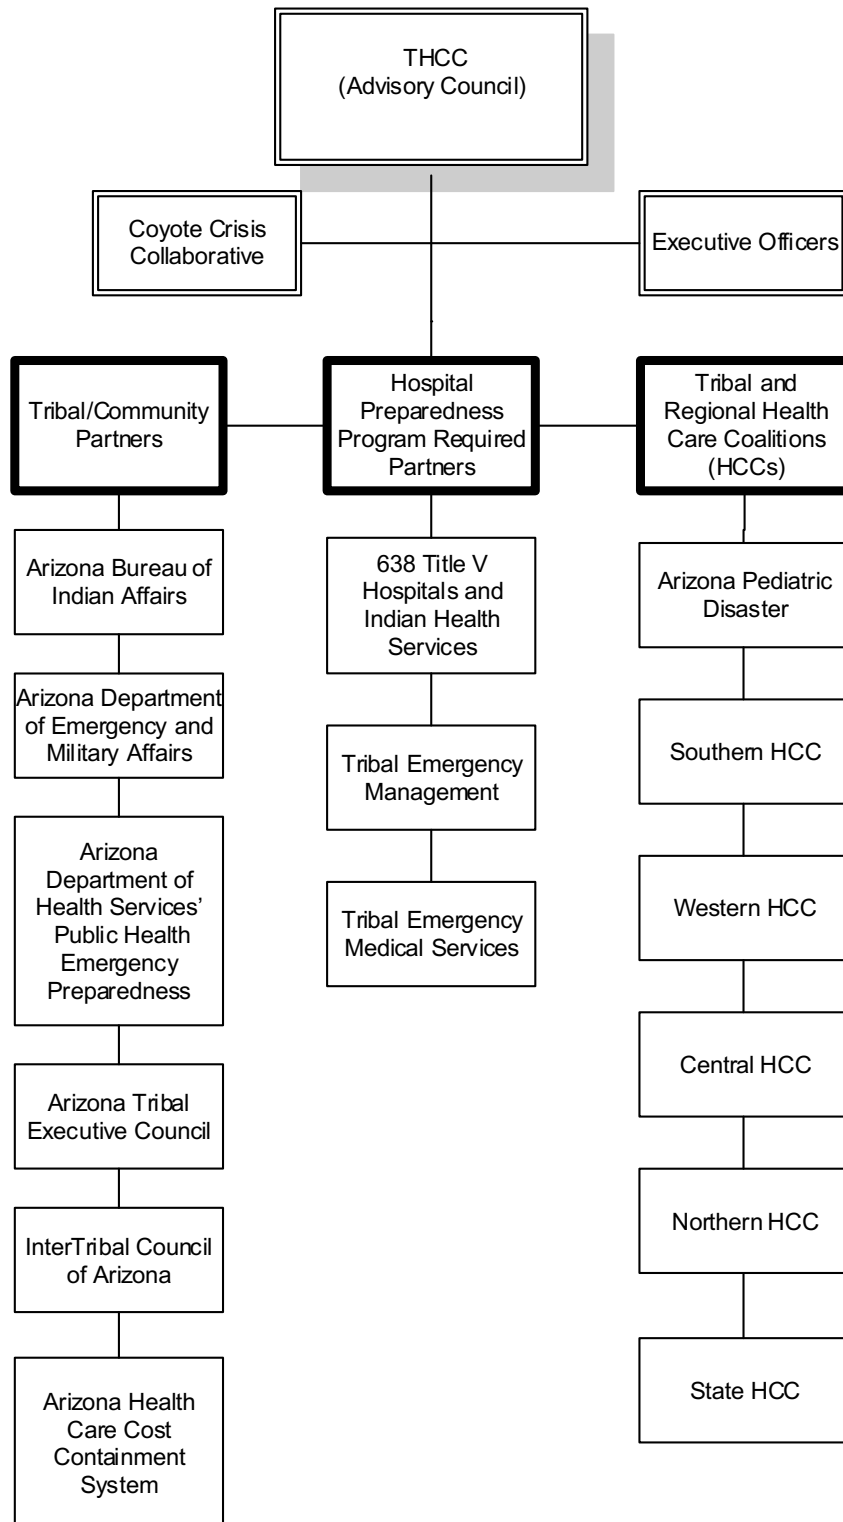 THCC
(Advisory Council)
Coyote Crisis
Collaborative
Executive Officers
Tribal/Community
Partners
Hospital
Preparedness
Program Required
Partners
Tribal and
Regional Health
Care Coalitions
(HCCs)
Arizona Bureau of
Indian Affairs
Arizona Department
of Emergency and
Military Affairs
Arizona
Department of
Health Services’
Public Health
Emergency
Preparedness
Arizona Tribal
Executive Council
InterTribal Council
of Arizona
Arizona Health
Care Cost
Containment
System
638 Title V
Hospitals and
Indian Health
Services
Tribal Emergency
Management
Tribal Emergency
Medical Services
Arizona Pediatric
Disaster
Southern HCC
Western HCC
Central HCC
Northern HCC
State HCC